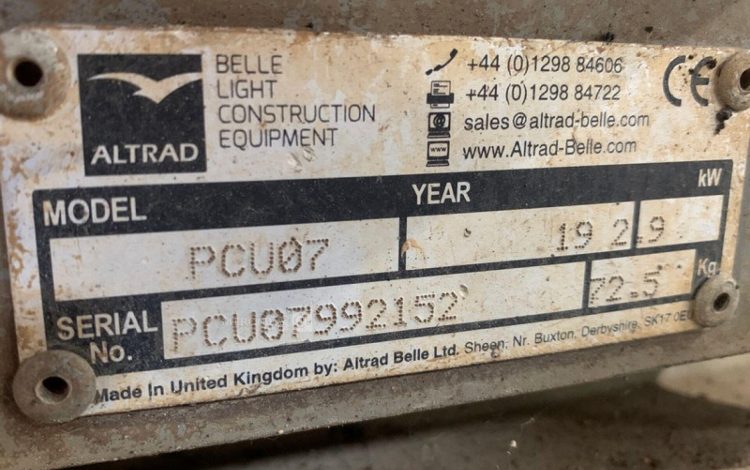 ALTRAD
BELLE
LIGHT
CONSTRUCTION
EQUIPMENT
+44 (0)1298 84606
+44 (0)1298 84722
sales@altrad-belle.com
www.Altrad-Belle.com
CE
MODEL YEAR kW
PCU07 19 2.9
SERIAL No. PCU07992152 72.5 Kg
Made in United Kingdom by: Altrad Belle Ltd. Sheen, Nr. Buxton, Derbyshire, SK17 0EU